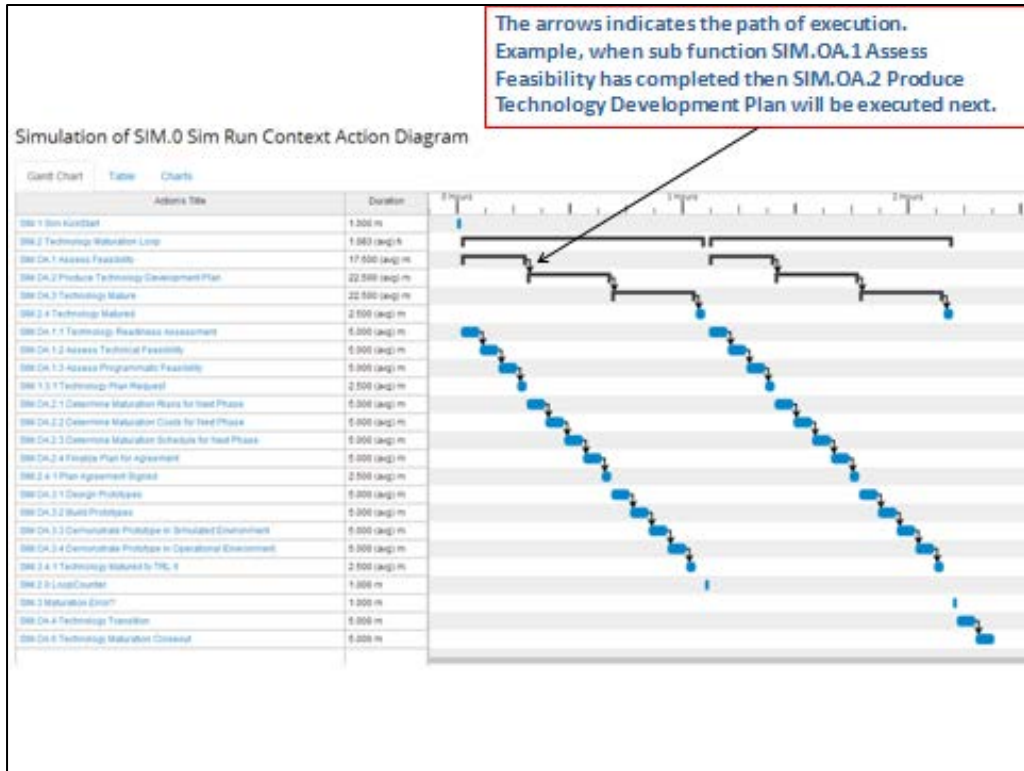 The arrows indicates the path of execution.
Example, when sub function SIM.OA.1 Assess
Feasibility has completed then SIM.OA.2 Produce
Technology Development Plan will be executed next.
Simulation of SIM.0 Sim Run Context Action Diagram
Gantt Chart Table Charts
Action's Title Duration 0 Hours 1 Hours 2 Hours
SIM.1 Sim KickStart 1.000 m
SIM.2 Technology Maturation Loop 1.083 (avg) h
SIM.OA.1 Assess Feasibility 17.500 (avg) m
SIM.OA.2 Produce Technology Development Plan 22.500 (avg) m
SIM.OA.3 Technology Mature 22.500 (avg) m
SIM.2.4 Technology Matured 2.500 (avg) m
SIM.OA.1.1 Technology Readiness Assessment 5.000 (avg) m
SIM.OA.1.2 Assess Technical Feasibility 5.000 (avg) m
SIM.OA.1.3 Assess Programmatic Feasibility 5.000 (avg) m
SIM.1.3.1 Technology Plan Request 2.500 (avg) m
SIM.OA.2.1 Determine Maturation Risks for Next Phase 5.000 (avg) m
SIM.OA.2.2 Determine Maturation Costs for Next Phase 5.000 (avg) m
SIM.OA.2.3 Determine Maturation Schedule for Next Phase 5.000 (avg) m
SIM.OA.2.4 Finalize Plan for Agreement 5.000 (avg) m
SIM.2.4.1 Plan Agreement Signed 2.500 (avg) m
SIM.OA.3.1 Design Prototypes 5.000 (avg) m
SIM.OA.3.2 Build Prototypes 5.000 (avg) m
SIM.OA.3.3 Demonstrate Prototype in Simulated Environment 5.000 (avg) m
SIM.OA.3.4 Demonstrate Prototype in Operational Environment 5.000 (avg) m
SIM.3.4.1 Technology Matured to TRL 2.500 (avg) m
SIM.2.9 LoopCounter 1.000 m
SIM.3 Maturation Error? 1.000 m
SIM.OA.4 Technology Transition 5.000 m
Technology Maturation Closeout 5.000 m